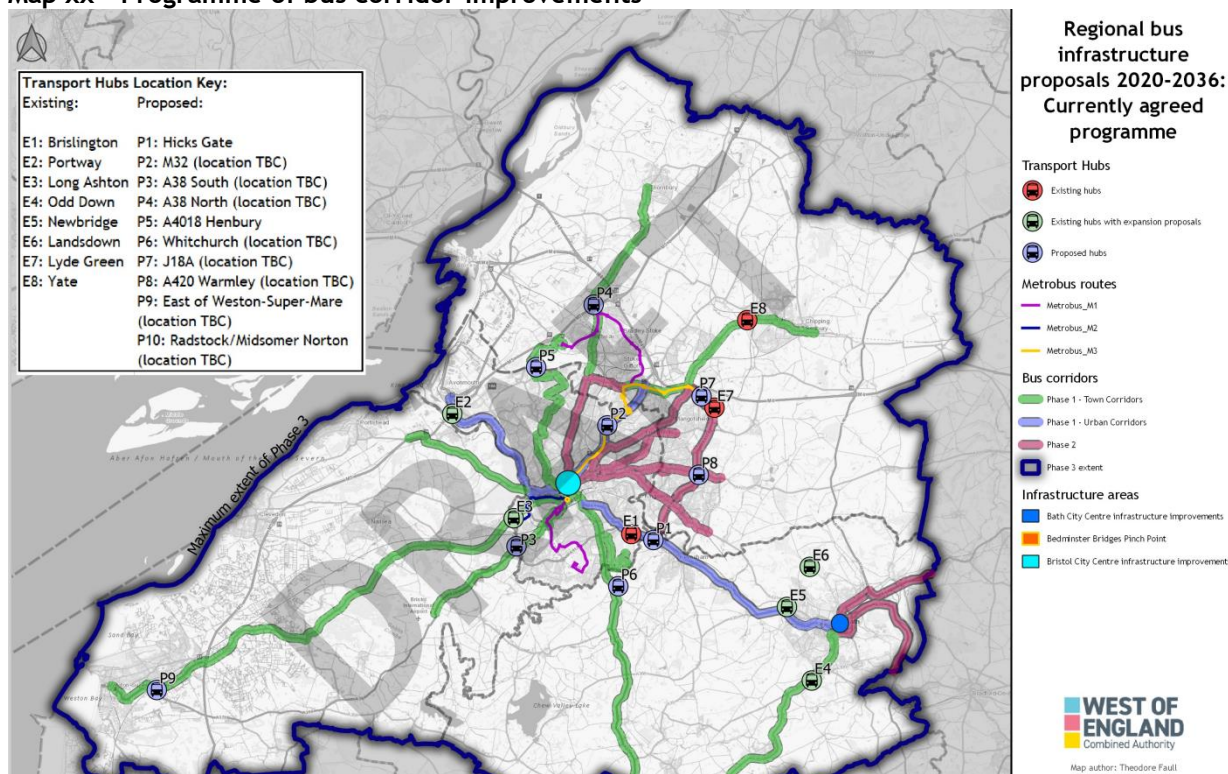 Map xx - Programme of bus corridor improvements
Transport Hubs Location Key:
Existing: Proposed:
E1: Brislington P1: Hicks Gate
E2: Portway P2: M32 (location TBC)
E3: Long Ashton P3: A38 South (location TBC)
E4: Odd Down P4: A38 North (location TBC)
E5: Newbridge P5: A4018 Henbury
E6: Landsdown P6: Whitchurch (location TBC)
E7: Lyde Green P7: J18A (location TBC)
E8: Yate P8: A420 Warmley (location TBC)
P9: East of Weston-Super-Mare
(location TBC)
P10: Radstock/Midsomer Norton
(location TBC)
P4
E8
P5
P7
E7
E2
P2
Portishead
Aber Afon Hafren / Mouth of the Severn
Maximum extent of Phase 3
P8
E3
E1
P1
P3
P6
E6
E5
E4
Sand Bay
Weston Bay
P9
Chew Valley Lake
DRAFT
Regional bus
infrastructure
proposals 2020-2036:
Currently agreed
programme
Transport Hubs
Existing hubs
Existing hubs with expansion proposals
Proposed hubs
Metrobus routes
Metrobus_M1
Metrobus_M2
Metrobus_M3
Bus corridors
Phase 1 - Town Corridors
Phase 1 - Urban Corridors
Phase 2
Phase 3 extent
Infrastructure areas
Bath City Centre infrastructure improvements
Bedminster Bridges Pinch Point
Bristol City Centre infrastructure improvement
WEST OF
ENGLAND
Combined Authority
Map author: Theodore Faull